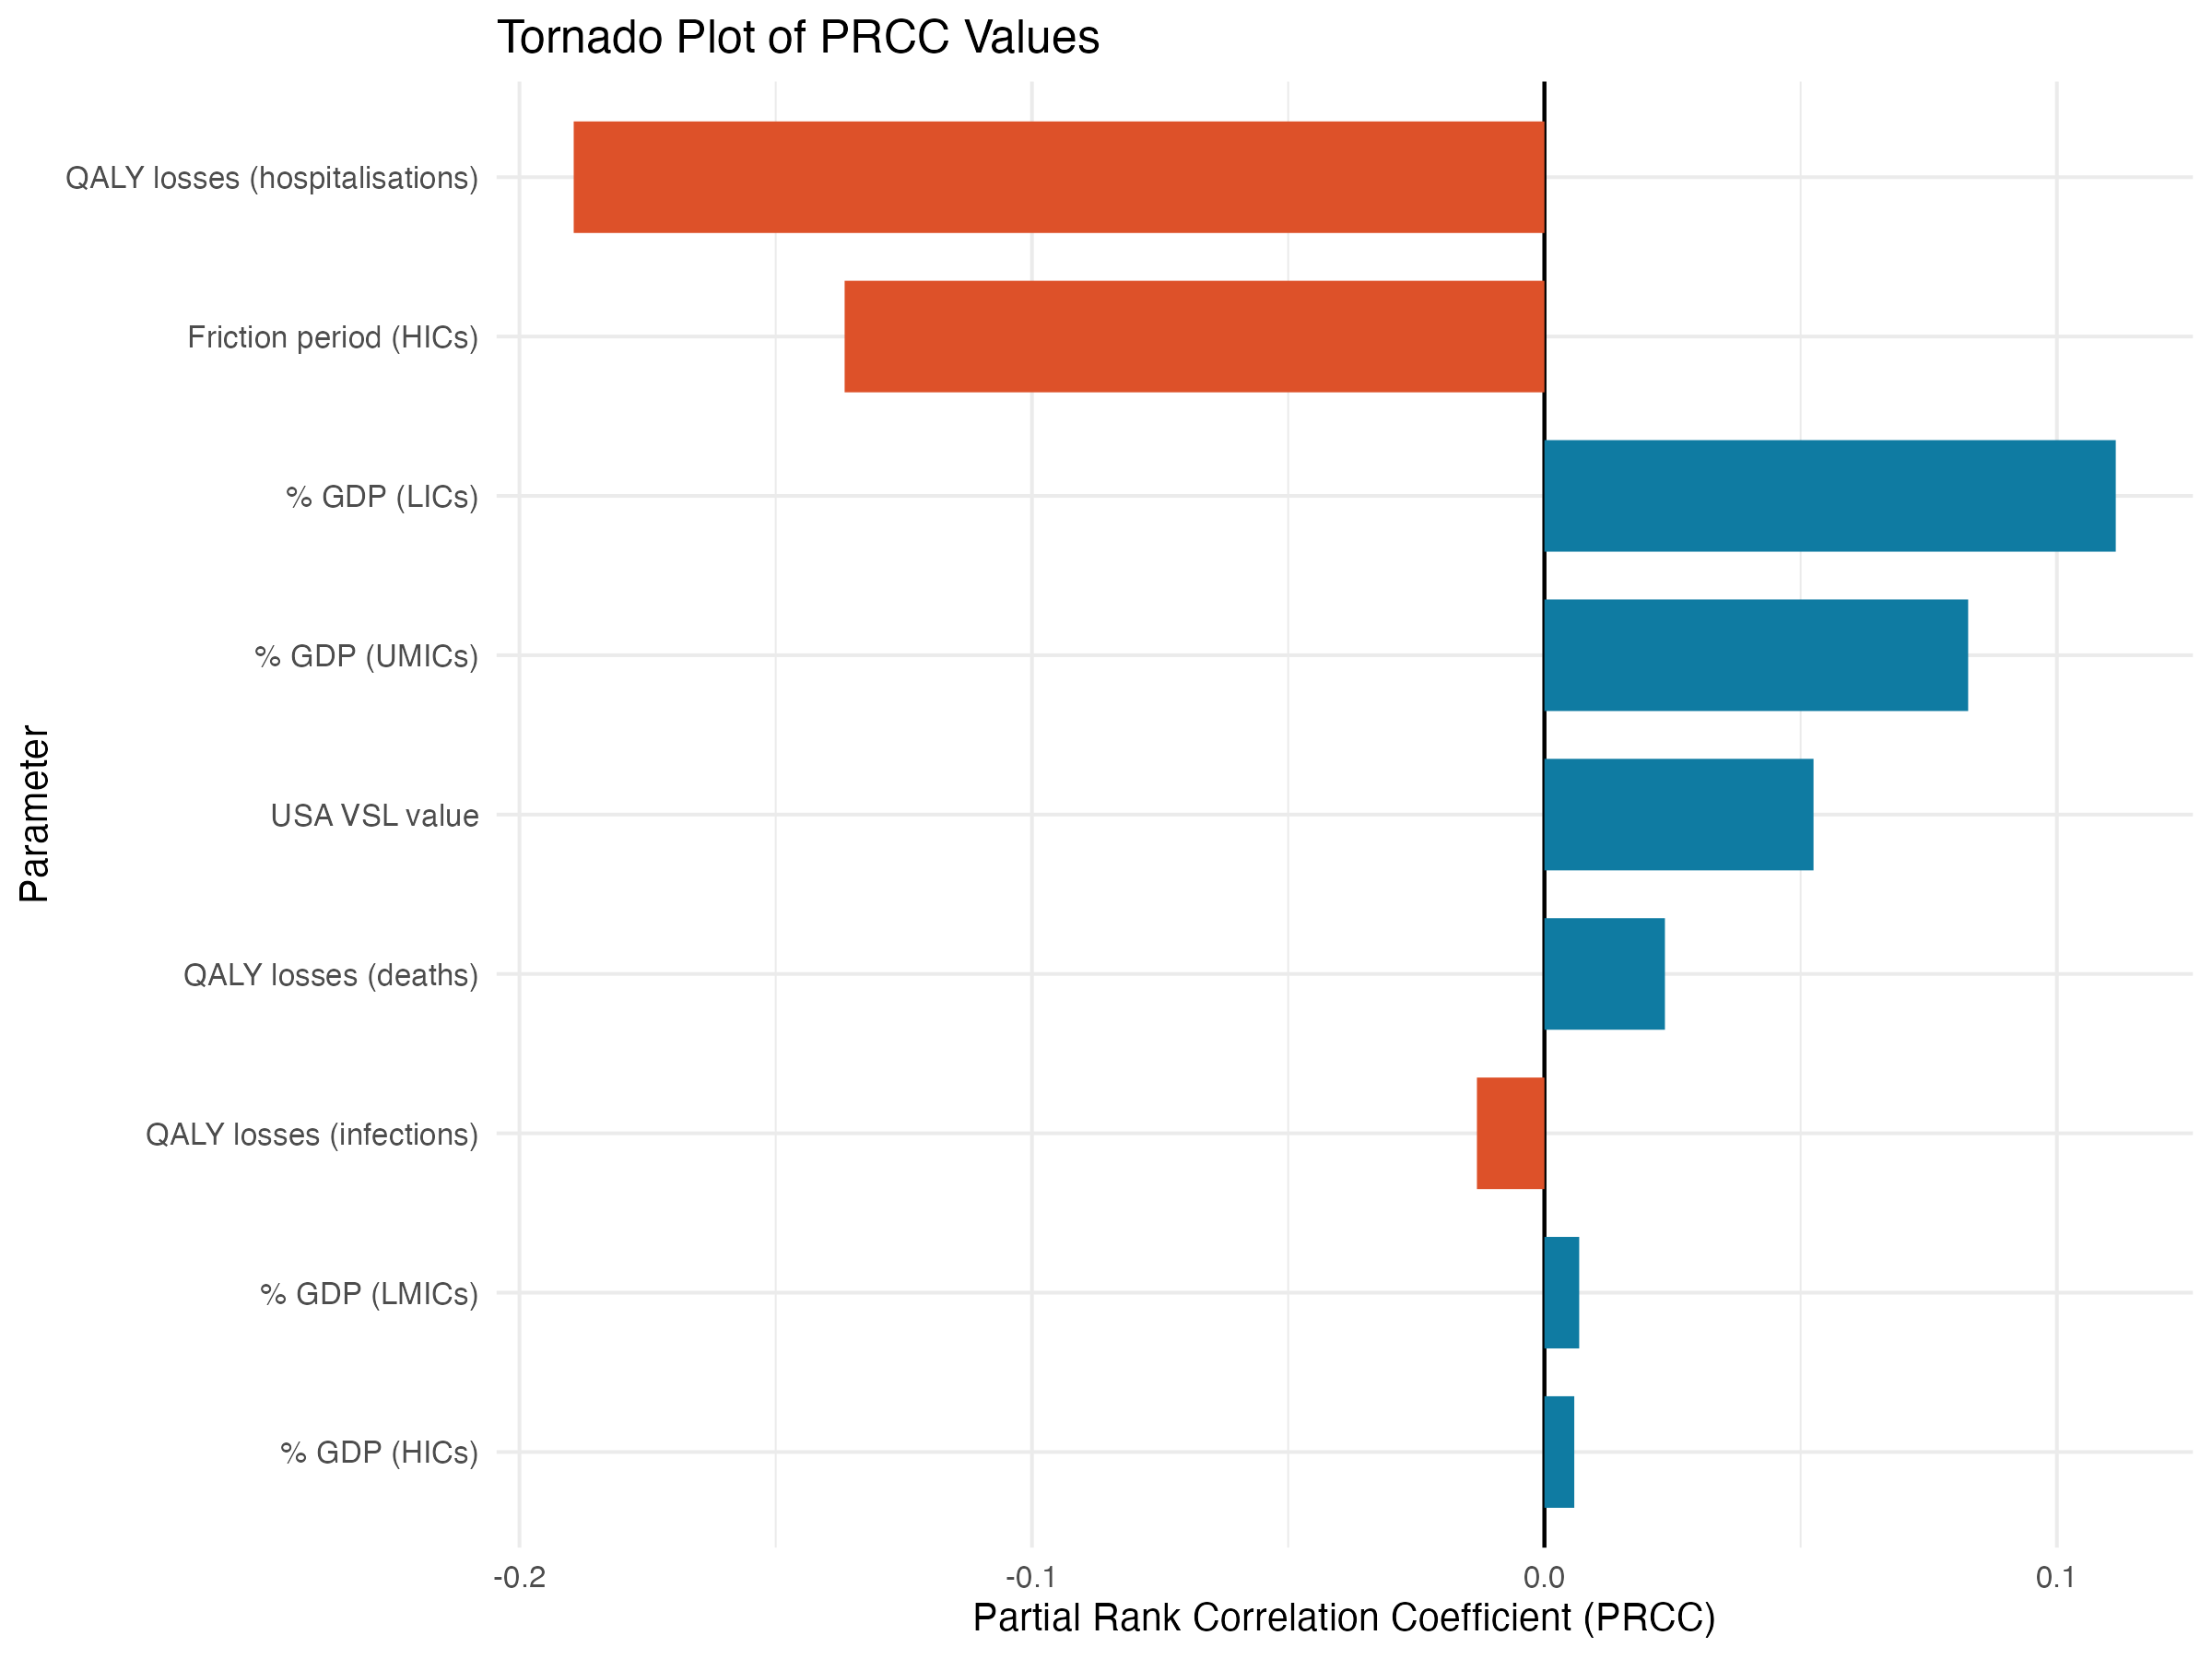 Tornado Plot of PRCC Values
QALY losses (hospitalisations)
Friction period (HICs)
% GDP (LICs)
% GDP (UMICs)
USA VSL value
QALY losses (deaths)
QALY losses (infections)
% GDP (LMICs)
% GDP (HICs)
Parameter
-0.2 -0.1 0.0 0.1
Partial Rank Correlation Coefficient (PRCC)